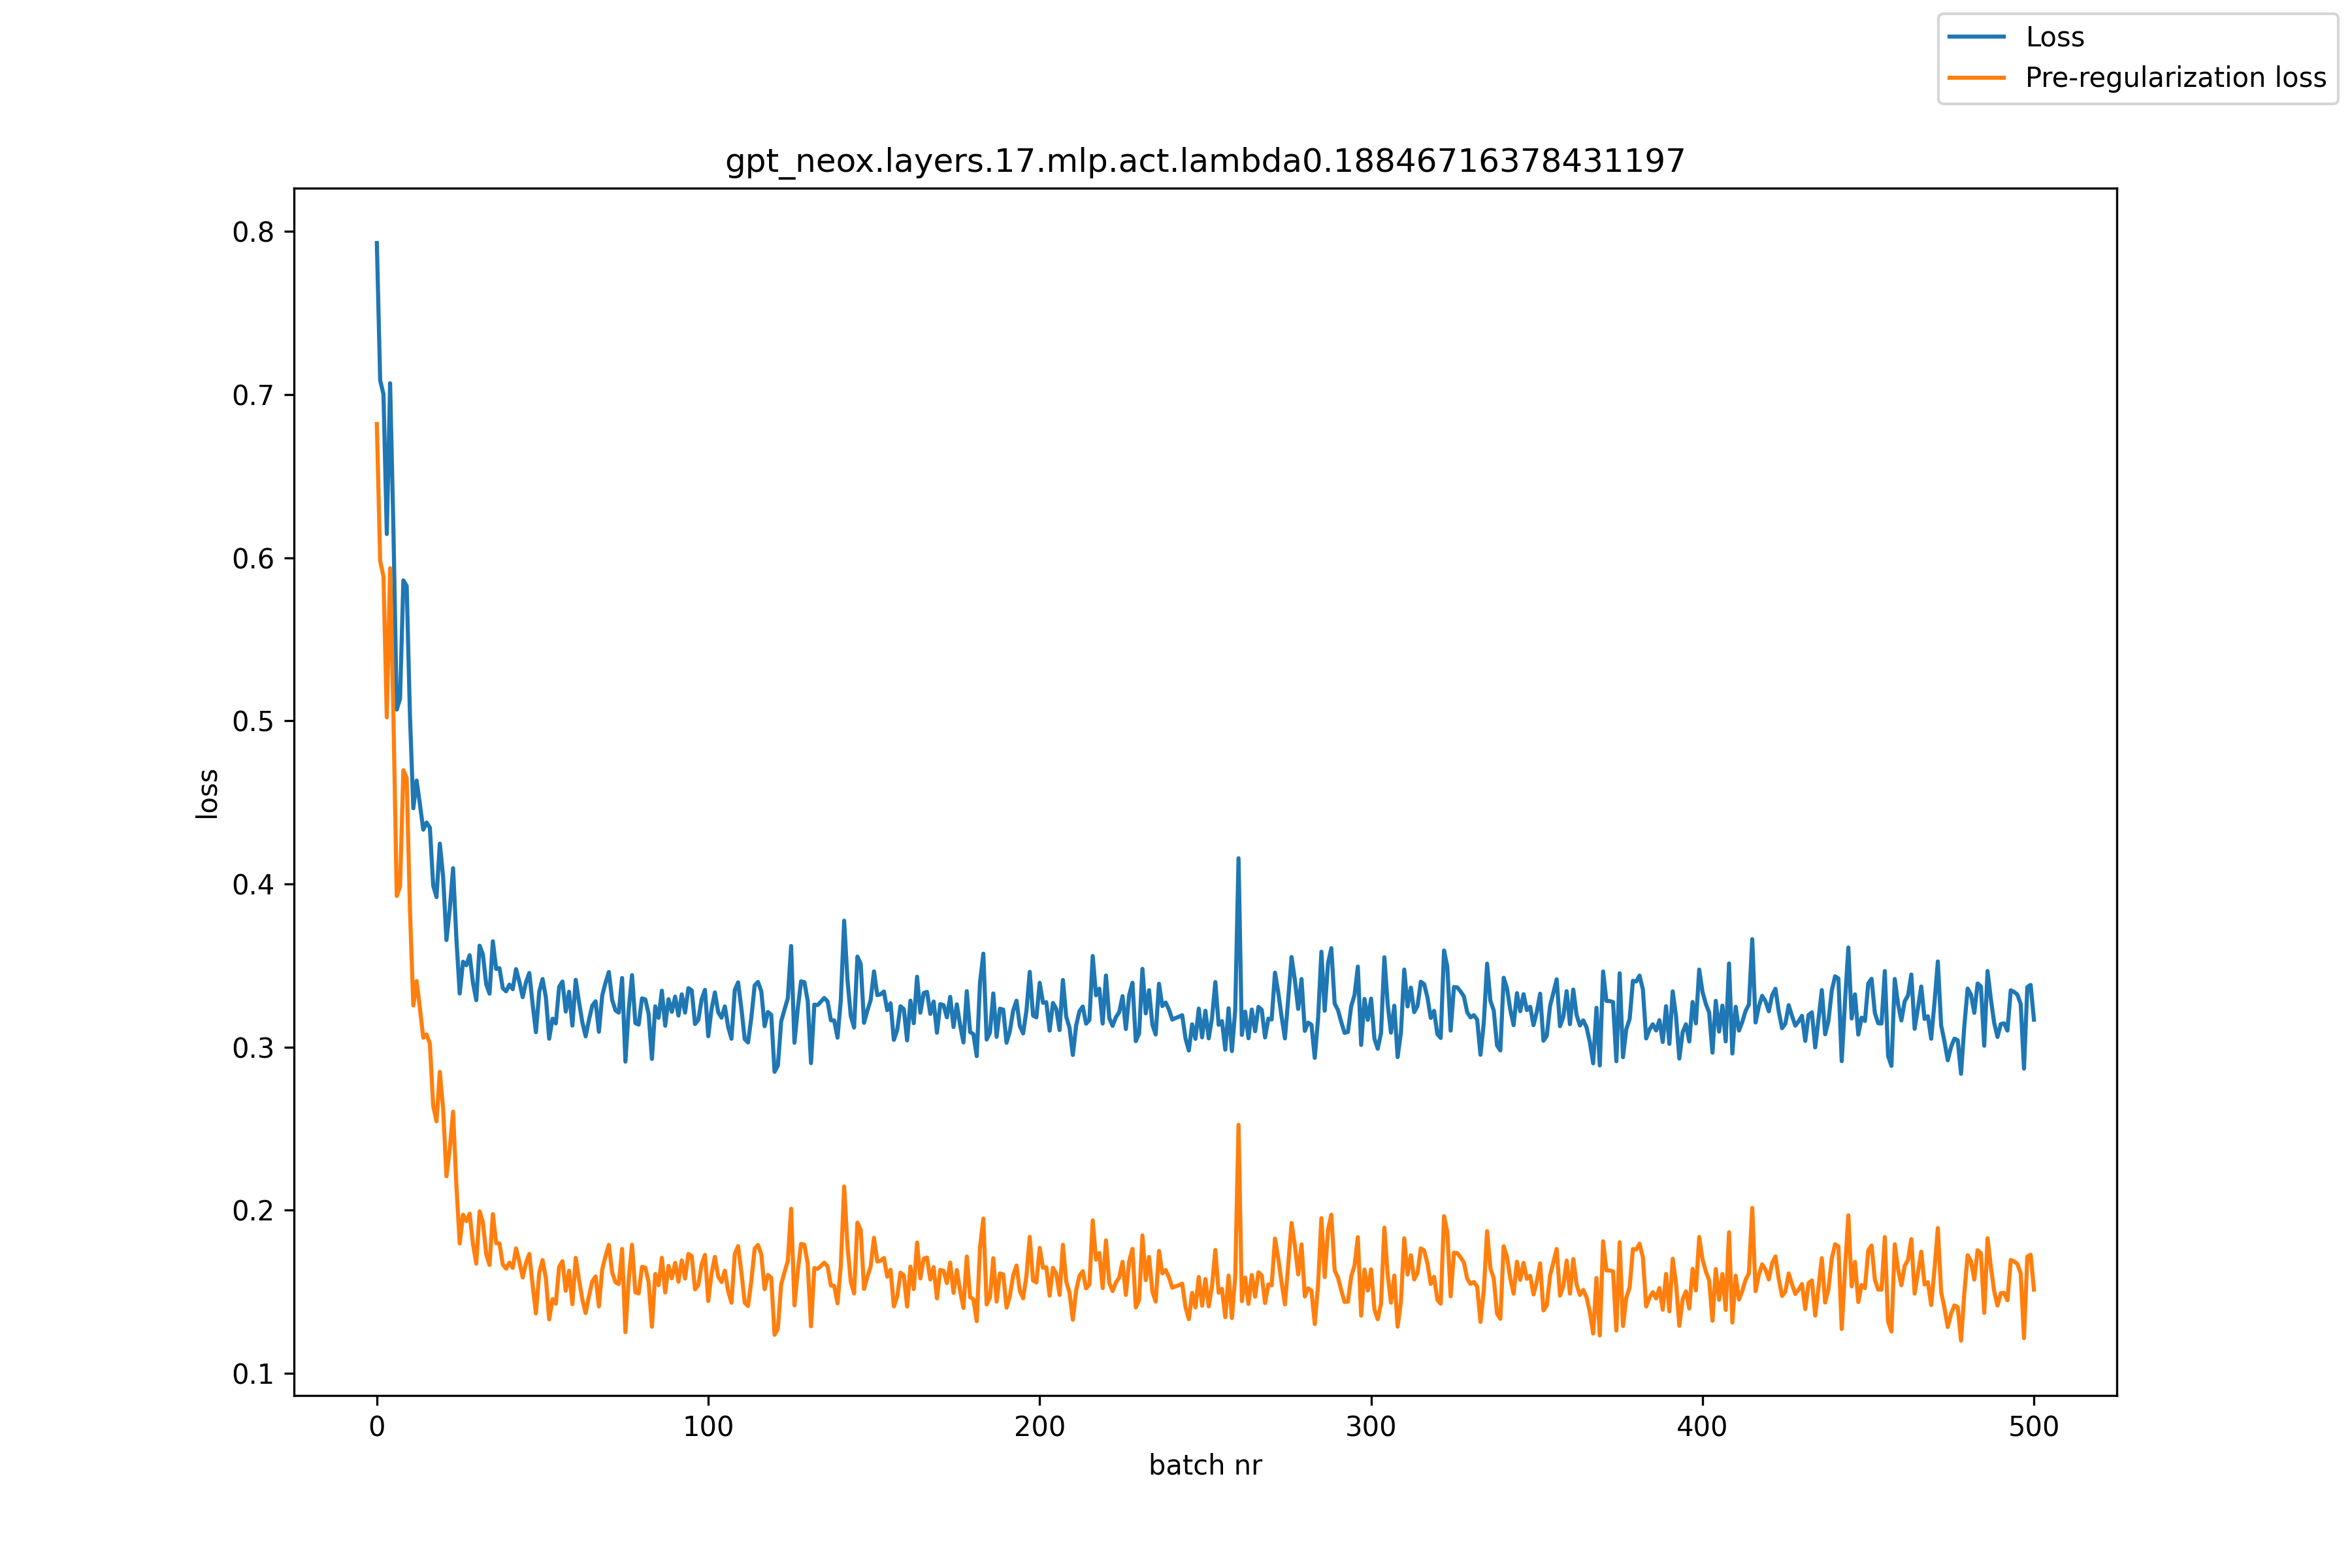 Loss
Pre-regularization loss
gpt_neox.layers.17.mlp.act.lambda0.18846716378431197
0.8
0.7
0.6
0.5
0.4
0.3
0.2
0.1
loss
0 100 200 300 400 500
batch nr